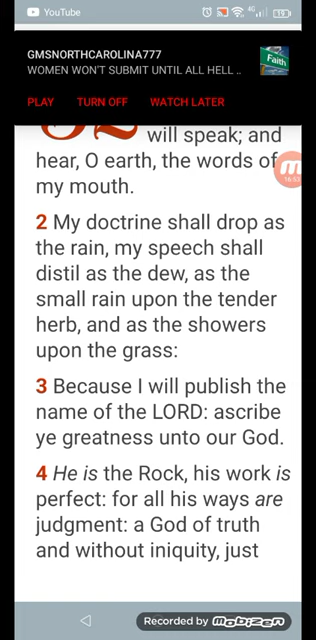 YouTube
4G
19
GMSNORTHCAROLINA777
WOMEN WON'T SUBMIT UNTIL ALL HELL ..
Faith
PLAY TURN OFF WATCH LATER
32
will speak; and
hear, O earth, the words of
my mouth.
2 My doctrine shall drop as
the rain, my speech shall
distil as the dew, as the
small rain upon the tender
herb, and as the showers
upon the grass:
3 Because I will publish the
name of the LORD: ascribe
ye greatness unto our God.
4 He is the Rock, his work is
perfect: for all his ways are
judgment: a God of truth
and without iniquity, just
Recorded by mobizen